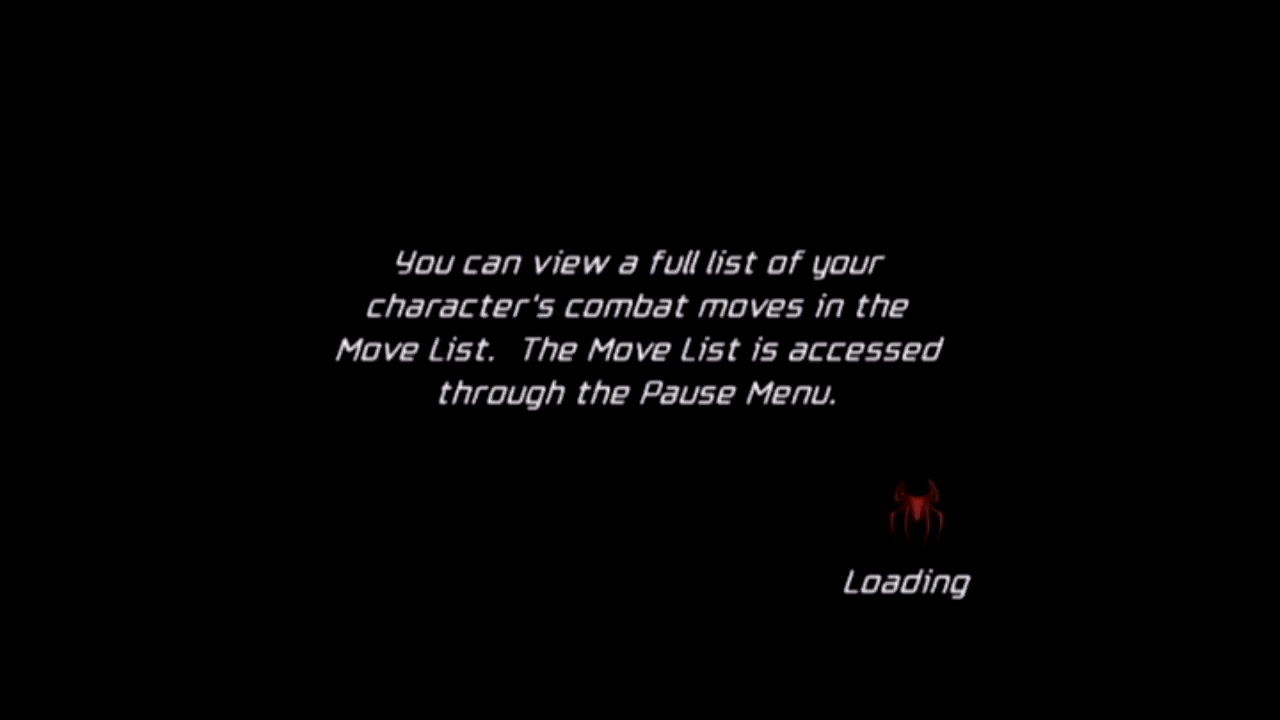 You can view a full list of your
character's combat moves in the
Move List.  The Move List is accessed
through the Pause Menu.
Loading